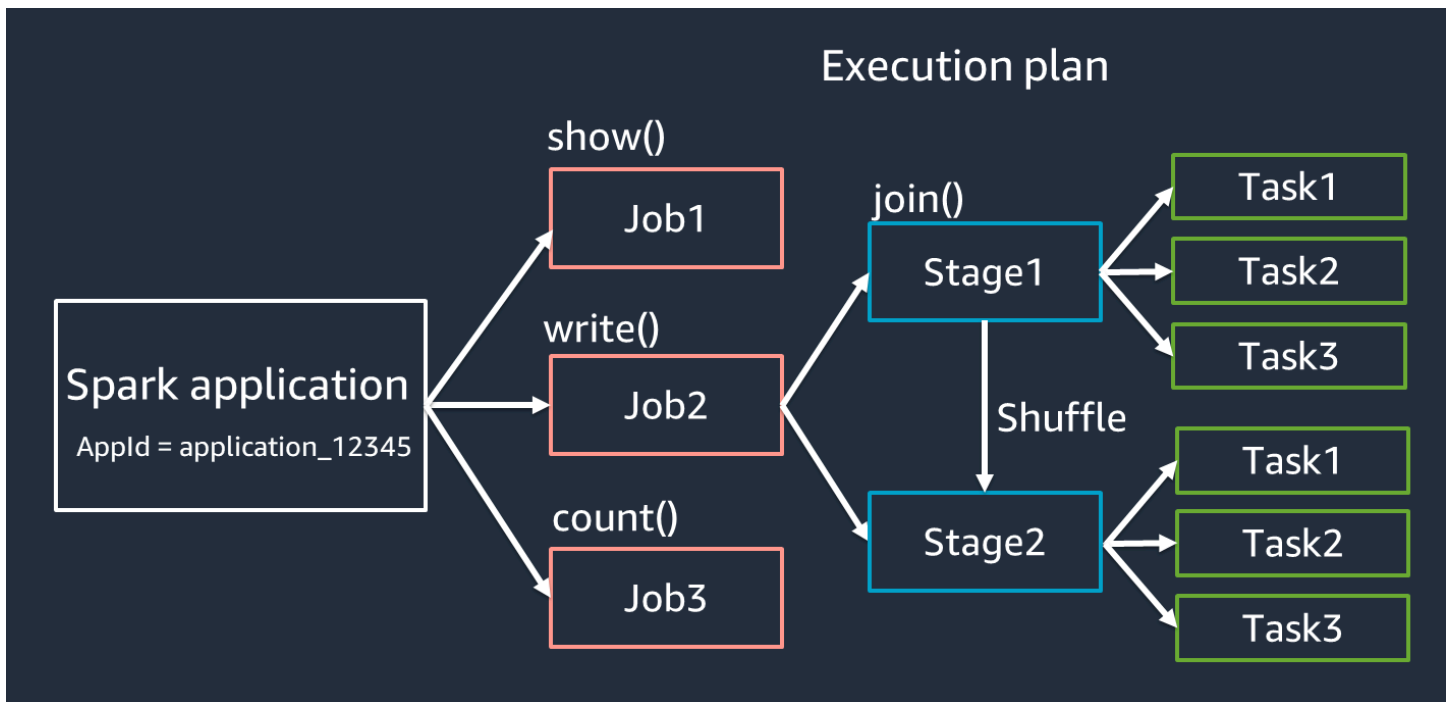 Execution plan
show()
Job1
write()
Job2
count()
Job3
Spark application
AppId = application_12345
join()
Stage1
Shuffle
Stage2
Task1
Task2
Task3
Task1
Task2
Task3